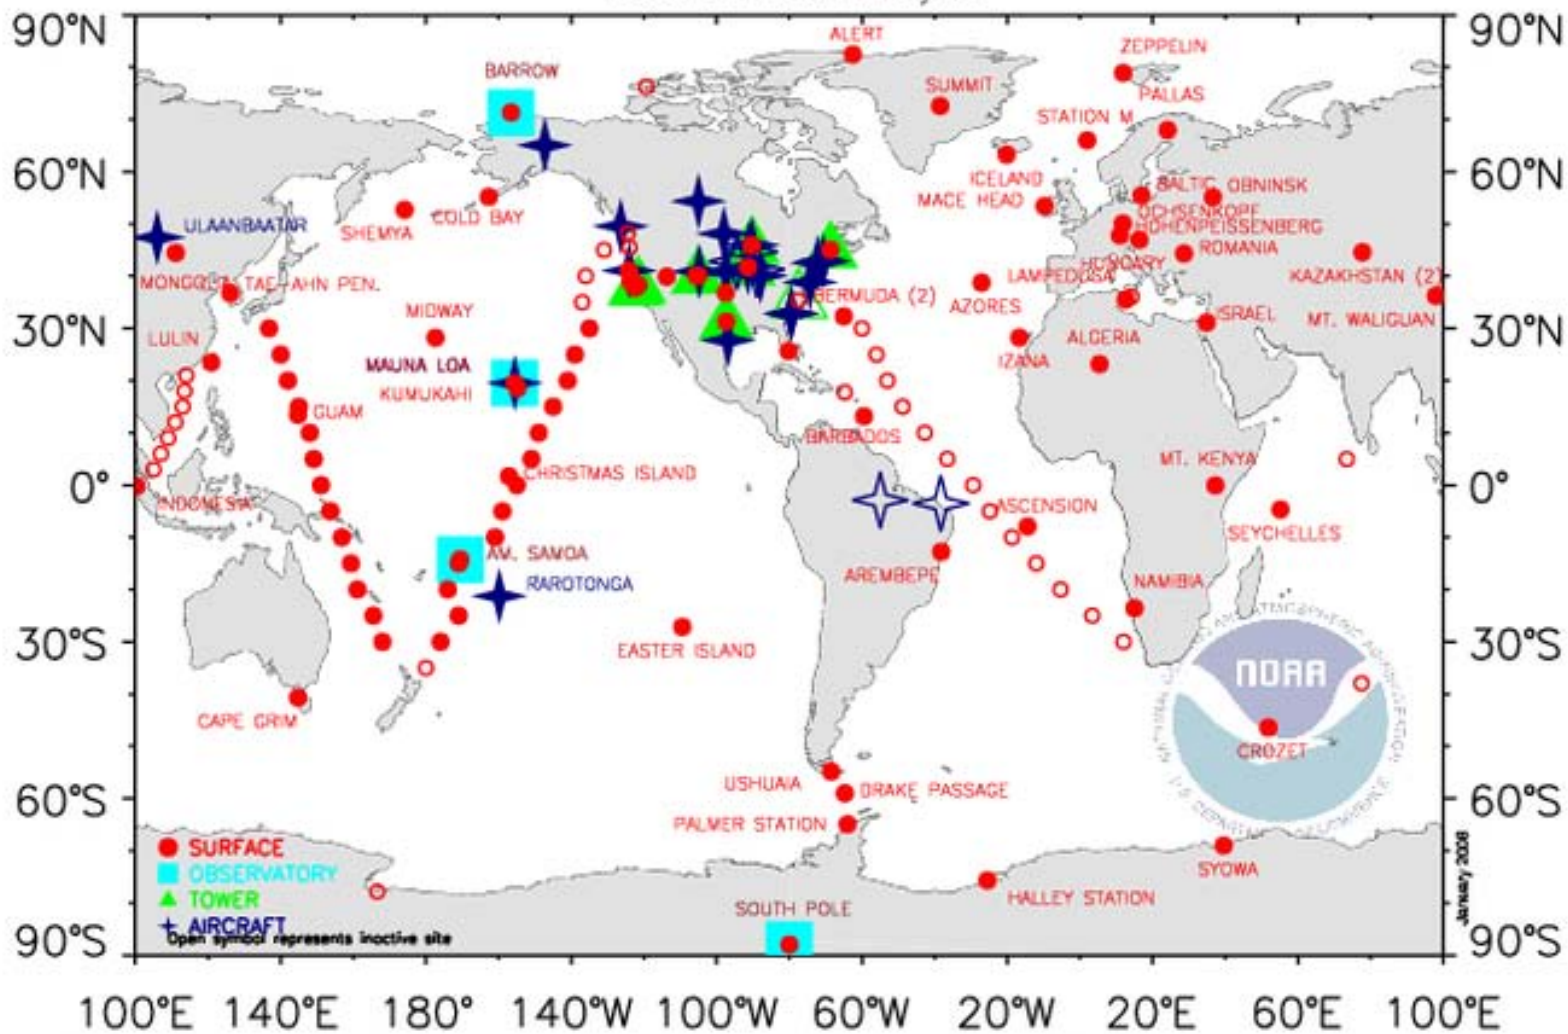 90°N
90°N
ALERT
ZEPPELIN
BARROW
SUMMIT
PALLAS
STATION M
60°N
60°N
ICELAND
MACE HEAD
BALTIC
OBNINSK
OCHSENKOPF
HOHENPEISSENBERG
ULAANBAATAR
SHEMYA
COLD BAY
ROMANIA
HUNGARY
LAMPEDUSA
KAZAKHSTAN (2)
MONGOLIA
TAE-AHN PEN.
BERMUDA (2)
AZORES
MIDWAY
30°N
30°N
LULIN
ISRAEL
MT. WALIGUAN
ALGERIA
IZANA
MAUNA LOA
KUMUKAHI
GUAM
BARBADOS
MT. KENYA
CHRISTMAS ISLAND
0°
0°
INDONESIA
ASCENSION
SEYCHELLES
AM. SAMOA
AREMBEPE
RAROTONGA
NAMIBIA
30°S
30°S
EASTER ISLAND
NOAA
CAPE GRIM
CROZET
USHUAIA
DRAKE PASSAGE
60°S
60°S
PALMER STATION
SURFACE
OBSERVATORY
TOWER
AIRCRAFT
Open symbol represents inactive site
SYOWA
HALLEY STATION
SOUTH POLE
January 2008
90°S
90°S
100°E 140°E 180° 140°W 100°W 60°W 20°W 20°E 60°E 100°E